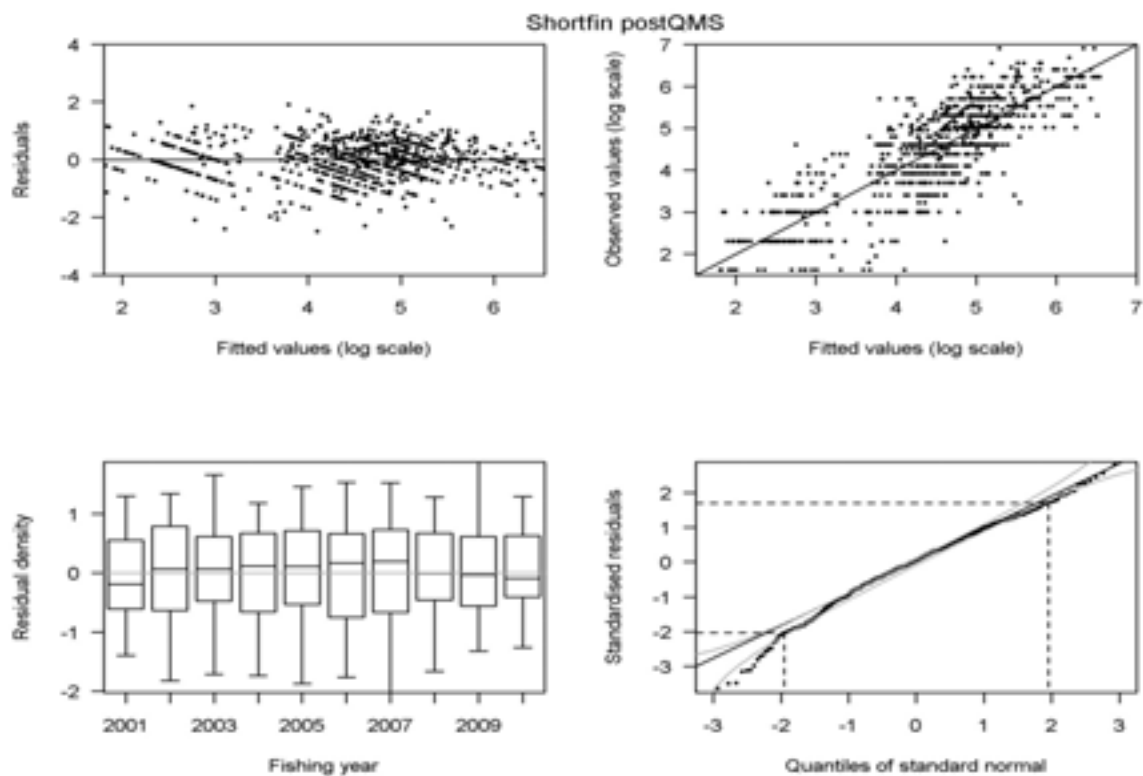 Shortfin postQMS
4
2
0
-2
-4
Residuals
2 3 4 5 6
Fitted values (log scale)
7
6
5
4
3
2
Observed values (log scale)
2 3 4 5 6 7
Fitted values (log scale)
1
0
-1
-2
Residual density
2001 2003 2005 2007 2009
Fishing year
2
1
0
-1
-2
-3
Standardised residuals
-3 -2 -1 0 1 2 3
Quantiles of standard normal